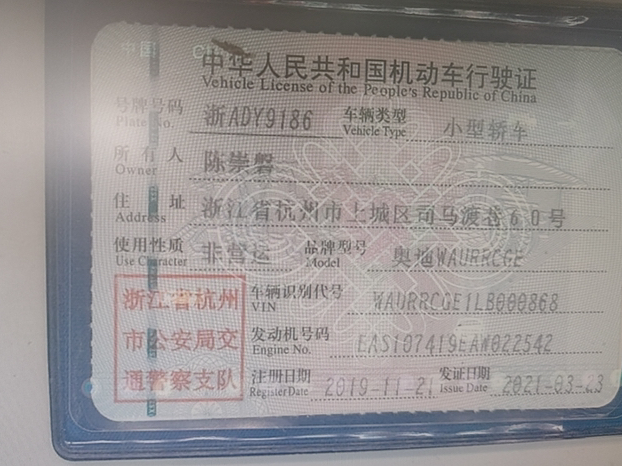 中国 CH
中华人民共和国机动车行驶证
Vehicle License of the People's Republic of China
号牌号码 浙ADY9186 车辆类型 小型轿车
Plate No. Vehicle Type
所有人 陈崇磐
Owner
住址 浙江省杭州市上城区司马渡巷60号
Address
使用性质 非营运 品牌型号 奥地WAURRCGE
Use Character Model
浙江省杭州 车辆识别代号 WAURRCGE1LB000868
VIN
市公安局交 发动机号码
Engine No.
通警察支队 注册日期 2019-11-21 发证日期 2021-03-23
Register Date Issue Date